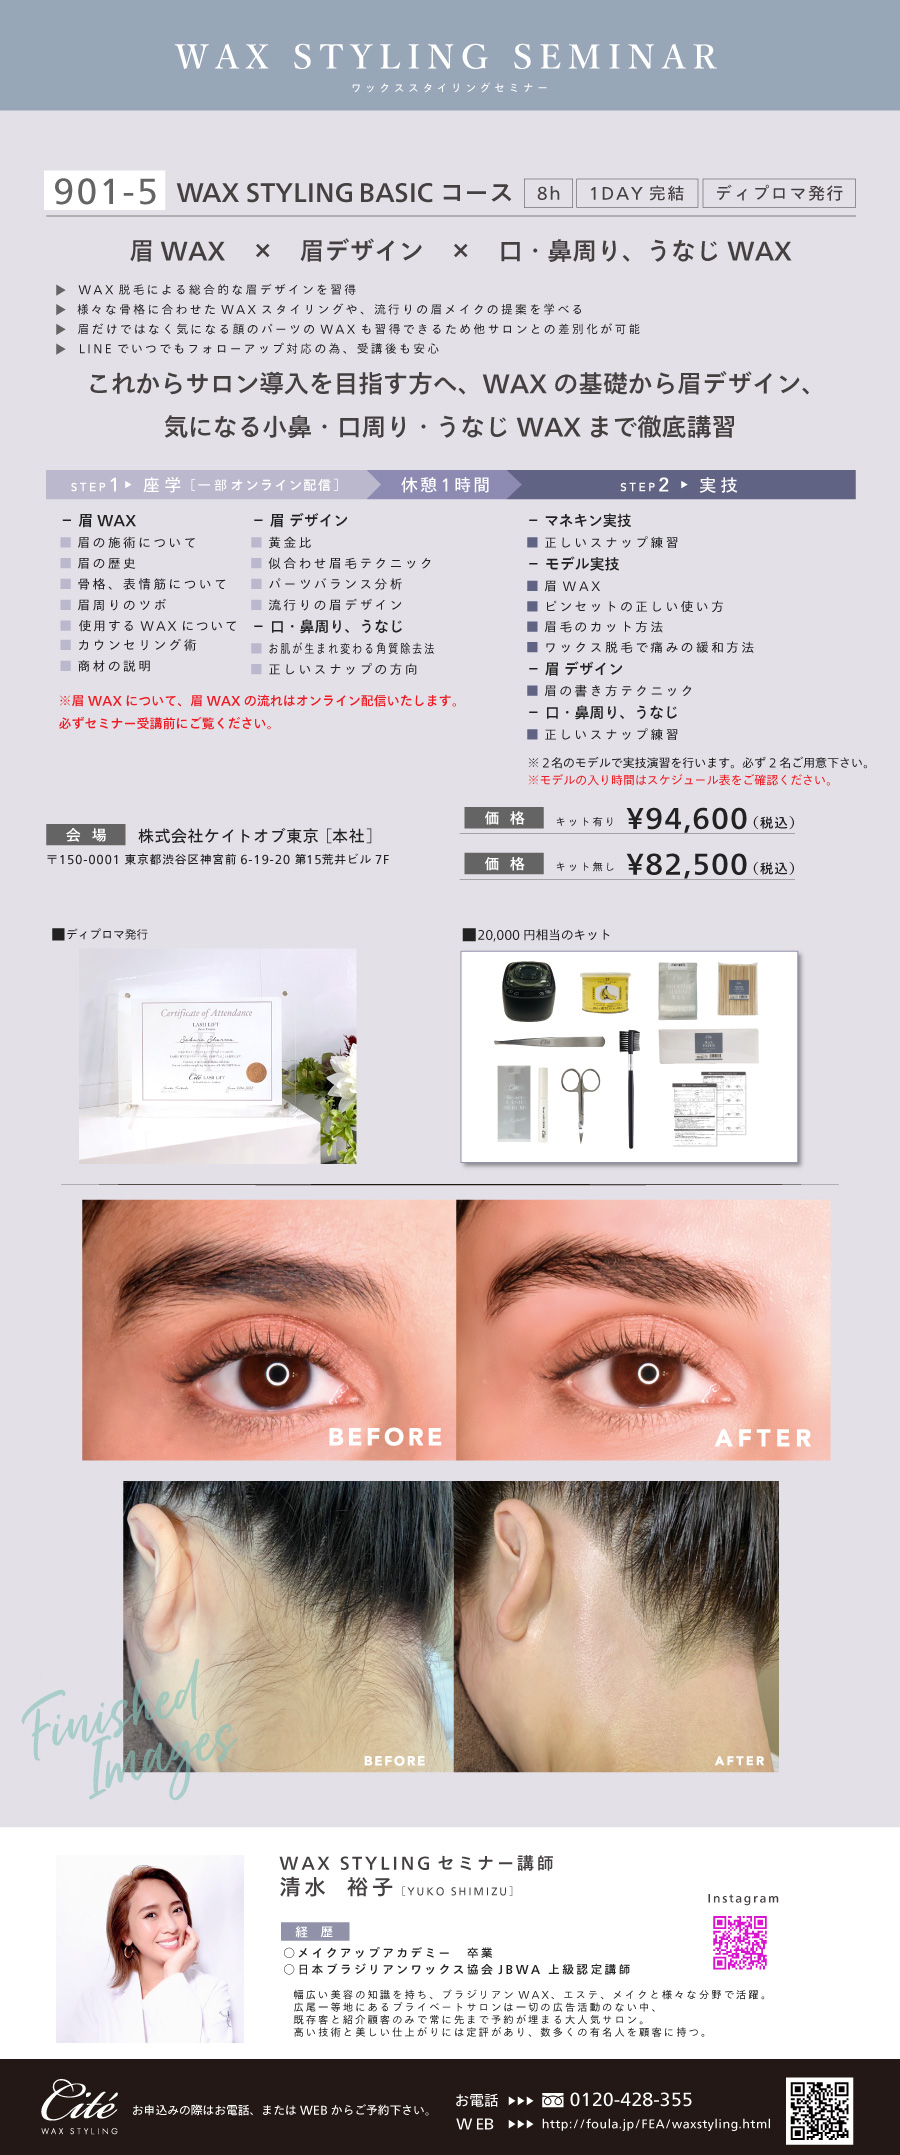 WAX STYLING SEMINAR
ワックススタイリングセミナー
901-5 WAX STYLING BASIC コース 8h 1DAY 完結 ディプロマ発行
眉 WAX × 眉デザイン × 口・鼻周り、うなじ WAX
▶ WAX 脱毛による総合的な眉デザインを習得
▶ 様々な骨格に合わせた WAX スタイリングや、流行りの眉メイクの提案を学べる
▶ 眉だけではなく気になる顔のパーツの WAX も習得できるため他サロンとの差別化が可能
▶ LINE でいつでもフォローアップ対応の為、受講後も安心
これからサロン導入を目指す方へ、WAX の基礎から眉デザイン、
気になる小鼻・口周り・うなじ WAX まで徹底講習
STEP1 ▶ 座学［一部オンライン配信］
休憩1時間
STEP2 ▶ 実技
− 眉 WAX
■ 眉の施術について
■ 眉の歴史
■ 骨格、表情筋について
■ 眉周りのツボ
■ 使用する WAX について
■ カウンセリング術
■ 商材の説明
− 眉 デザイン
■ 黄金比
■ 似合わせ眉毛テクニック
■ パーツバランス分析
■ 流行りの眉デザイン
− 口・鼻周り、うなじ
■ お肌が生まれ変わる角質除去法
■ 正しいスナップの方向
※眉 WAX について、眉 WAX の流れはオンライン配信いたします。
必ずセミナー受講前にご覧ください。
− マネキン実技
■ 正しいスナップ練習
− モデル実技
■ 眉 WAX
■ ピンセットの正しい使い方
■ 眉毛のカット方法
■ ワックス脱毛で痛みの緩和方法
− 眉 デザイン
■ 眉の書き方テクニック
− 口・鼻周り、うなじ
■ 正しいスナップ練習
※２名のモデルで実技演習を行います。必ず２名ご用意下さい。
※モデルの入り時間はスケジュール表をご確認ください。
会 場 株式会社ケイトオブ東京［本社］
〒150-0001 東京都渋谷区神宮前 6-19-20 第15荒井ビル 7F
価 格 キット有り ¥94,600（税込）
価 格 キット無し ¥82,500（税込）
■ディプロマ発行
Certificate of Attendance
LASH LIFT
Cité LASH LIFT
■20,000 円相当のキット
BEFORE
AFTER
BEFORE
AFTER
Finished
Images
WAX STYLING セミナー講師
清水 裕子［YUKO SHIMIZU］
経 歴
○メイクアップアカデミー 卒業
○日本ブラジリアンワックス協会 JBWA 上級認定講師
幅広い美容の知識を持ち、ブラジリアン WAX、エステ、メイクと様々な分野で活躍。
広尾一等地にあるプライベートサロンは一切の広告活動のない中、
既存客と紹介顧客のみで常に先まで予約が埋まる大人気サロン。
高い技術と美しい仕上がりには定評があり、数多くの有名人を顧客に持つ。
Instagram
Cité
WAX STYLING
お申込みの際はお電話、または WEB からご予約下さい。
お電話 ▶▶▶ 0120-428-355
WEB ▶▶▶ http://foula.jp/FEA/waxstyling.html